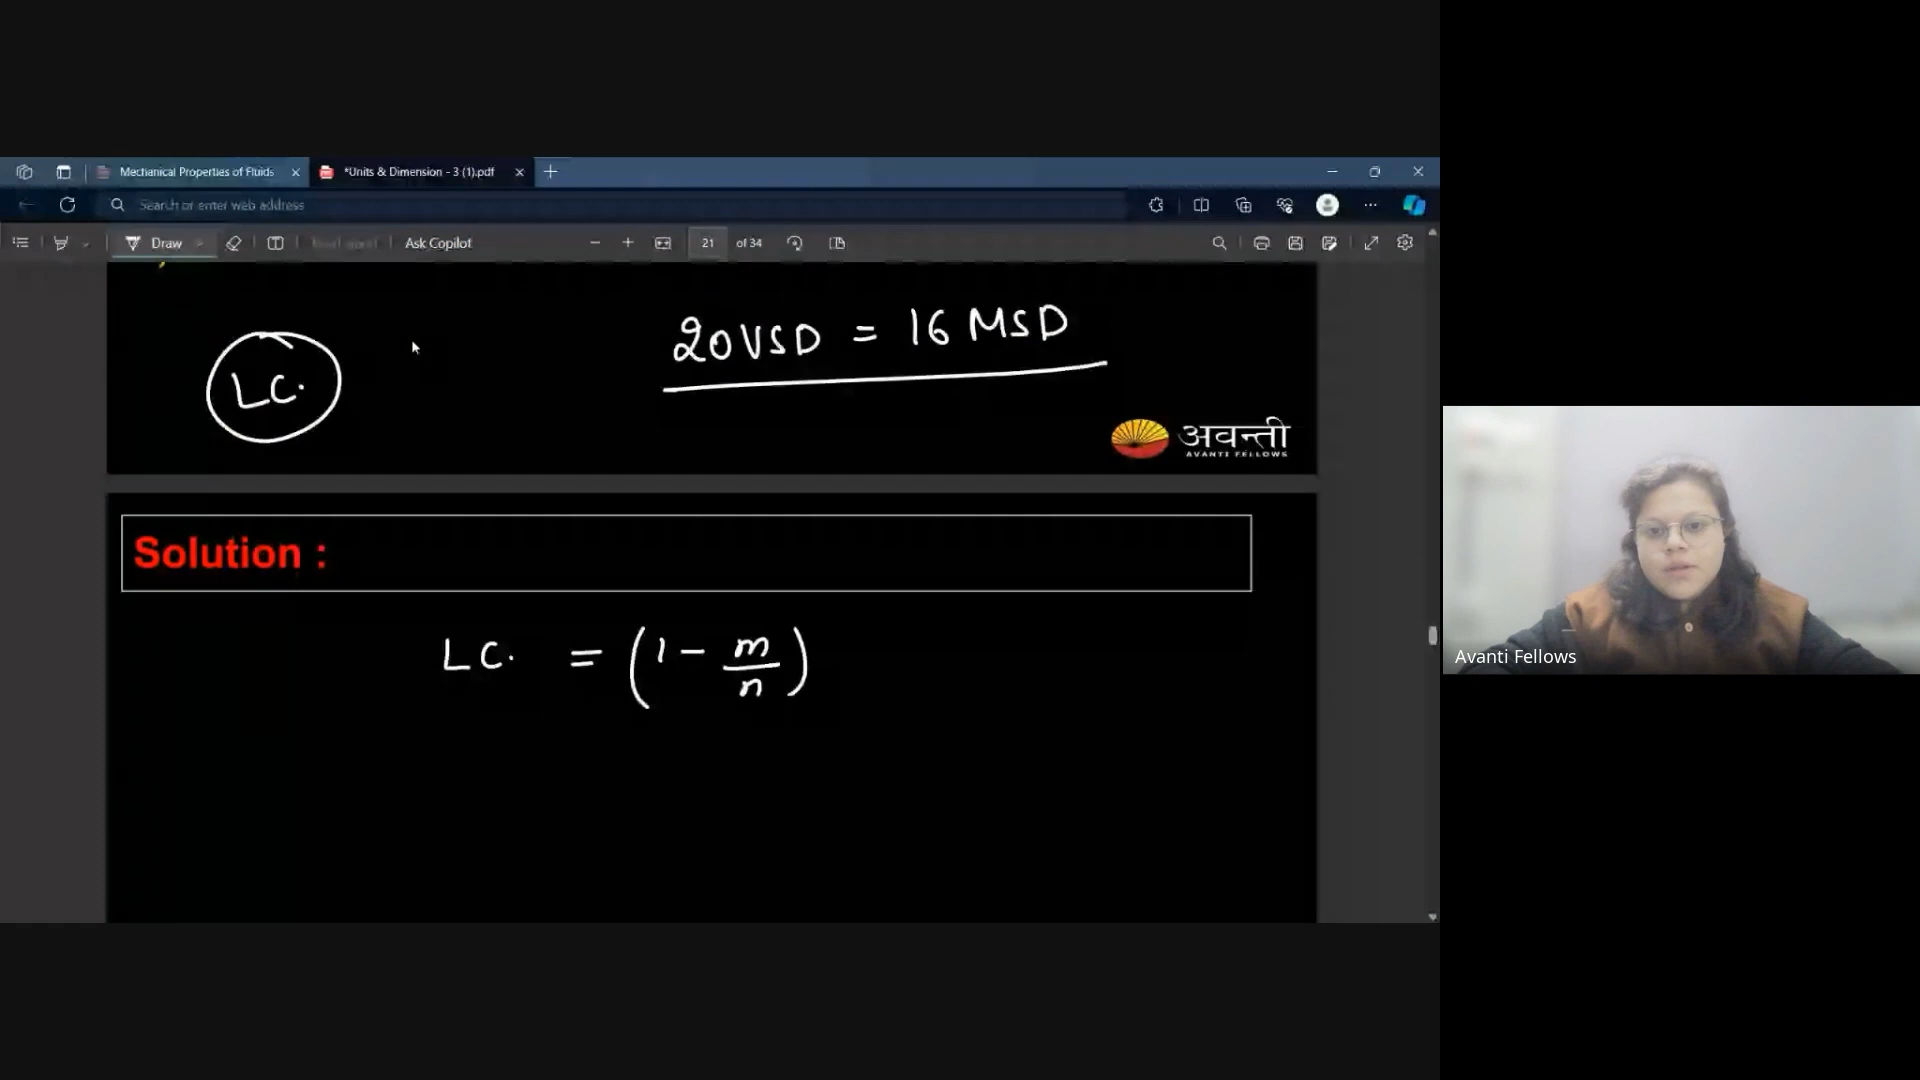 Mechanical Properties of Fluids
*Units & Dimension - 3 (1).pdf
Search or enter web address
Draw
Ask Copilot
21 of 34
LC.
20VSD = 16 MSD
अवन्ती
AVANTI FELLOWS
Solution :
LC. = (1 - m/n)
Avanti Fellows